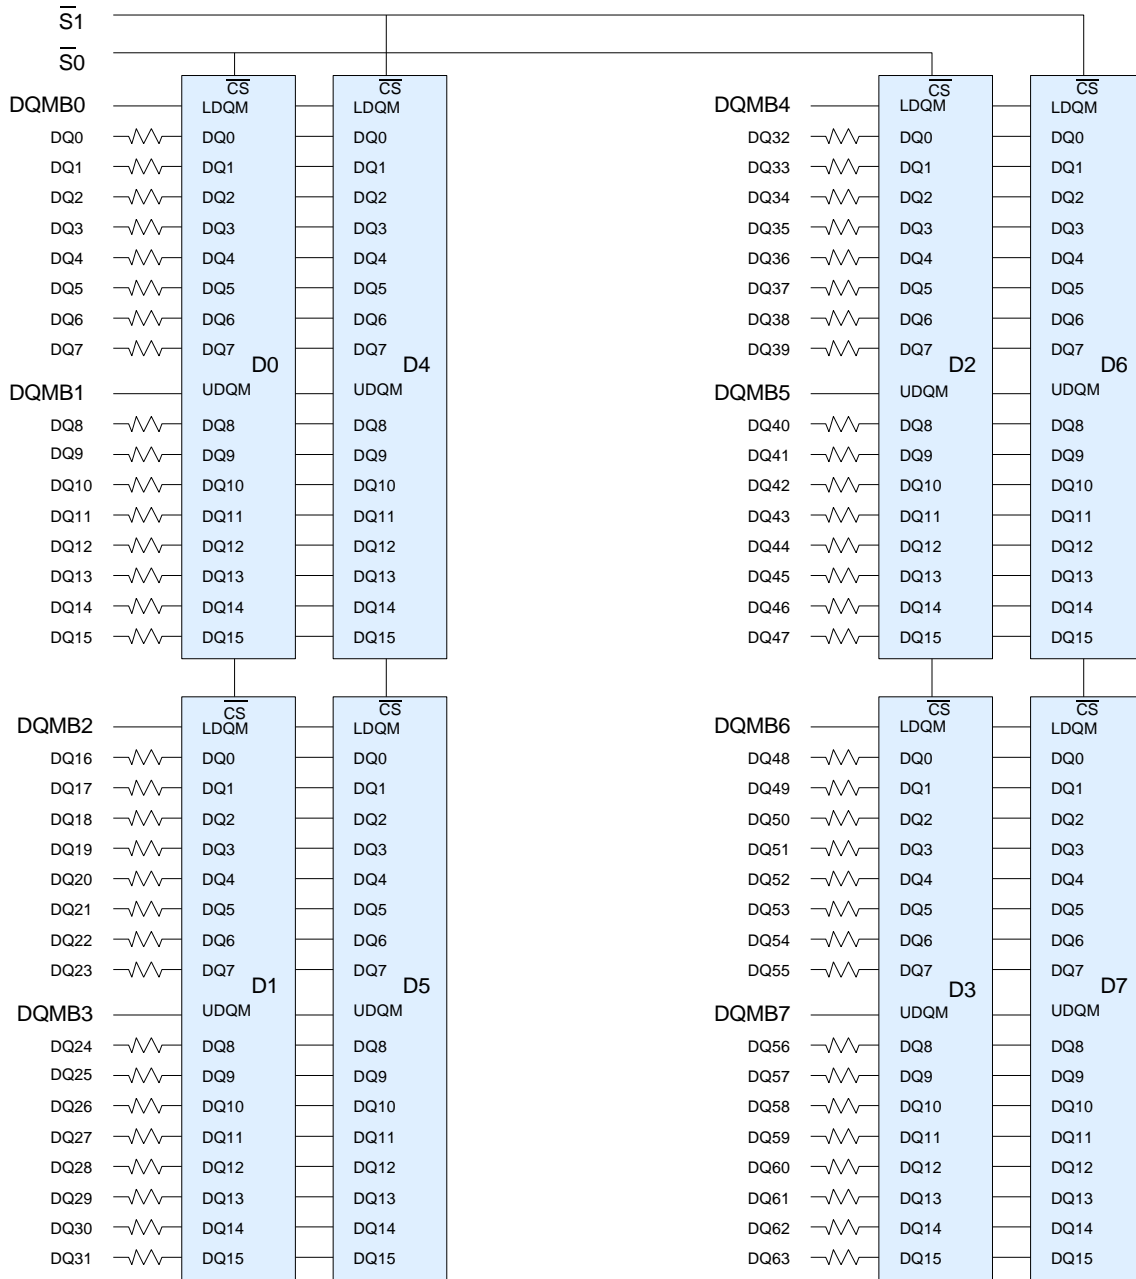 S1
S0
CS CS CS CS
DQMB0 LDQM LDQM DQMB4 LDQM LDQM
DQ0 DQ0 DQ0 DQ32 DQ0 DQ0
DQ1 DQ1 DQ1 DQ33 DQ1 DQ1
DQ2 DQ2 DQ2 DQ34 DQ2 DQ2
DQ3 DQ3 DQ3 DQ35 DQ3 DQ3
DQ4 DQ4 DQ4 DQ36 DQ4 DQ4
DQ5 DQ5 DQ5 DQ37 DQ5 DQ5
DQ6 DQ6 DQ6 DQ38 DQ6 DQ6
DQ7 DQ7 DQ7 DQ39 DQ7 DQ7
D0 D4 D2 D6
DQMB1 UDQM UDQM DQMB5 UDQM UDQM
DQ8 DQ8 DQ8 DQ40 DQ8 DQ8
DQ9 DQ9 DQ9 DQ41 DQ9 DQ9
DQ10 DQ10 DQ10 DQ42 DQ10 DQ10
DQ11 DQ11 DQ11 DQ43 DQ11 DQ11
DQ12 DQ12 DQ12 DQ44 DQ12 DQ12
DQ13 DQ13 DQ13 DQ45 DQ13 DQ13
DQ14 DQ14 DQ14 DQ46 DQ14 DQ14
DQ15 DQ15 DQ15 DQ47 DQ15 DQ15
CS CS CS CS
DQMB2 LDQM LDQM DQMB6 LDQM LDQM
DQ16 DQ0 DQ0 DQ48 DQ0 DQ0
DQ17 DQ1 DQ1 DQ49 DQ1 DQ1
DQ18 DQ2 DQ2 DQ50 DQ2 DQ2
DQ19 DQ3 DQ3 DQ51 DQ3 DQ3
DQ20 DQ4 DQ4 DQ52 DQ4 DQ4
DQ21 DQ5 DQ5 DQ53 DQ5 DQ5
DQ22 DQ6 DQ6 DQ54 DQ6 DQ6
DQ23 DQ7 DQ7 DQ55 DQ7 DQ7
D1 D5 D3 D7
DQMB3 UDQM UDQM DQMB7 UDQM UDQM
DQ24 DQ8 DQ8 DQ56 DQ8 DQ8
DQ25 DQ9 DQ9 DQ57 DQ9 DQ9
DQ26 DQ10 DQ10 DQ58 DQ10 DQ10
DQ27 DQ11 DQ11 DQ59 DQ11 DQ11
DQ28 DQ12 DQ12 DQ60 DQ12 DQ12
DQ29 DQ13 DQ13 DQ61 DQ13 DQ13
DQ30 DQ14 DQ14 DQ62 DQ14 DQ14
DQ31 DQ15 DQ15 DQ63 DQ15 DQ15